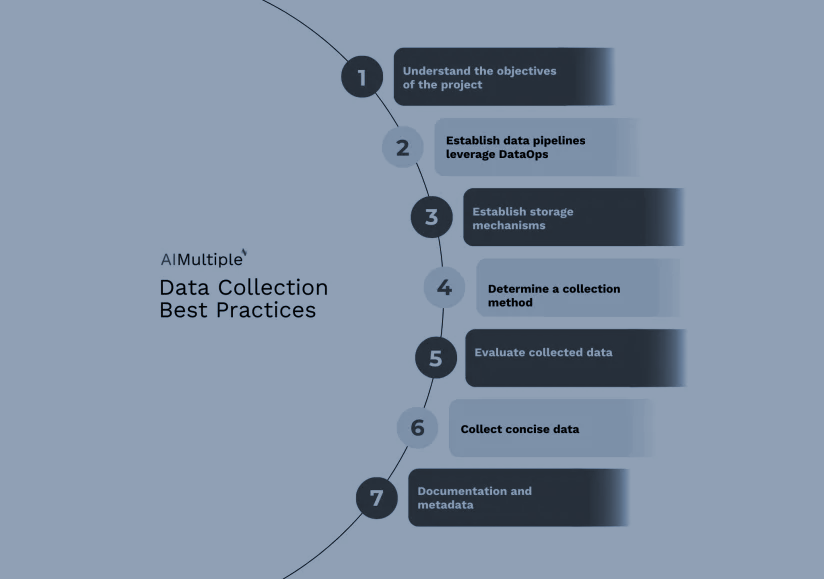 AIMultiple
Data Collection
Best Practices
1
Understand the objectives
of the project
2
Establish data pipelines
leverage DataOps
3
Establish storage
mechanisms
4
Determine a collection
method
5
Evaluate collected data
6
Collect concise data
7
Documentation and
metadata